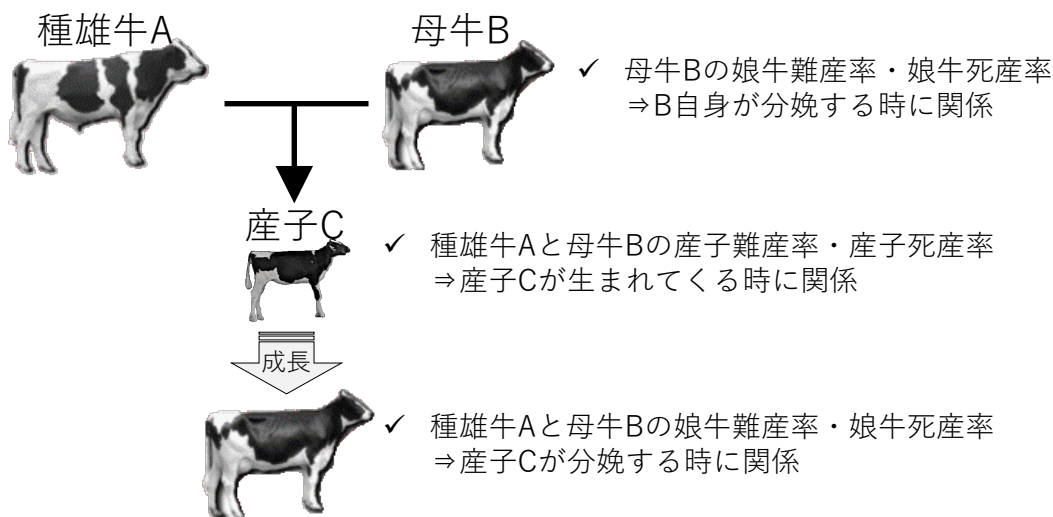 種雄牛A
母牛B
✓ 母牛Bの娘牛難産率・娘牛死産率
⇒B自身が分娩する時に関係
産子C
✓ 種雄牛Aと母牛Bの産子難産率・産子死産率
⇒産子Cが生まれてくる時に関係
成長
✓ 種雄牛Aと母牛Bの娘牛難産率・娘牛死産率
⇒産子Cが分娩する時に関係